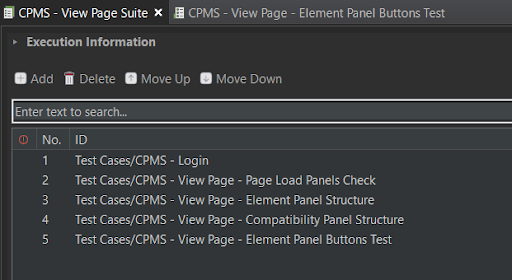 CPMS - View Page Suite
CPMS - View Page - Element Panel Buttons Test
Execution Information
Add Delete Move Up Move Down
Enter text to search...
No. ID
1 Test Cases/CPMS - Login
2 Test Cases/CPMS - View Page - Page Load Panels Check
3 Test Cases/CPMS - View Page - Element Panel Structure
4 Test Cases/CPMS - View Page - Compatibility Panel Structure
5 Test Cases/CPMS - View Page - Element Panel Buttons Test